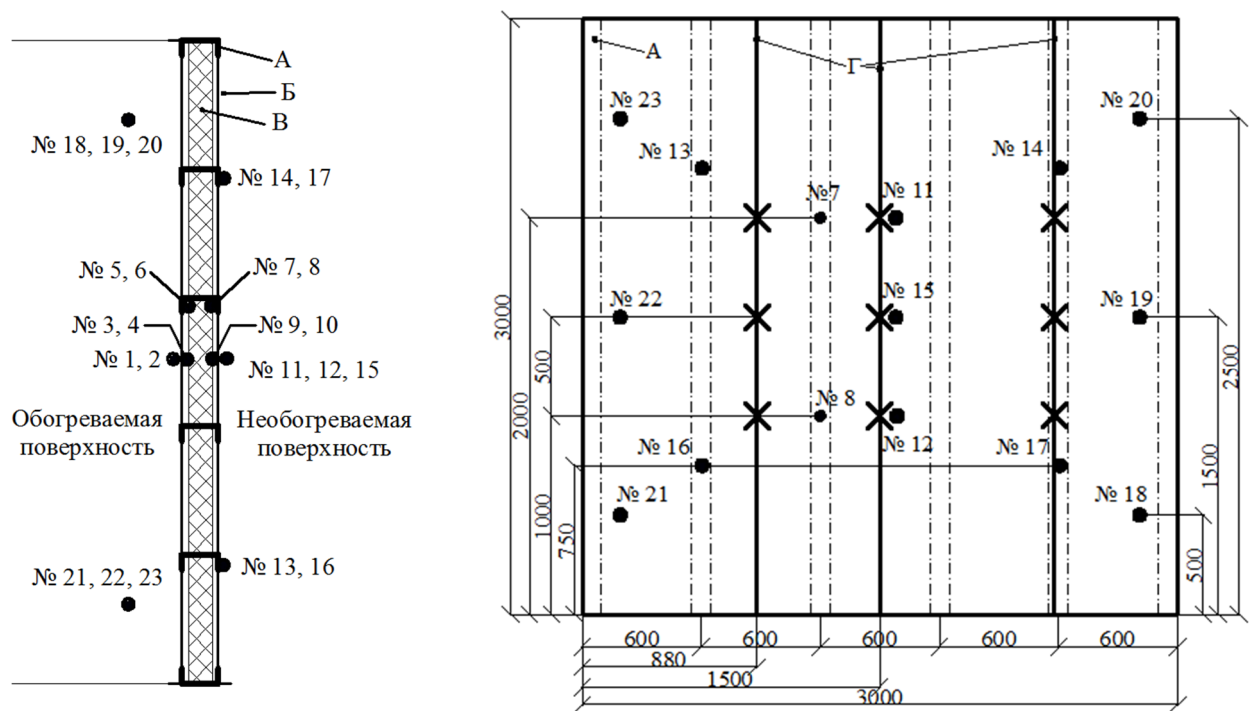 А
Б
В
№ 18, 19, 20
№ 14, 17
№ 5, 6
№ 7, 8
№ 3, 4
№ 9, 10
№ 1, 2
№ 11, 12, 15
Обогреваемая
поверхность
Необогреваемая
поверхность
№ 21, 22, 23
№ 13, 16
А
Г
№ 23
№ 20
№ 13
№ 14
№7
№ 11
№ 22
№ 15
№ 19
№ 8
№ 12
№ 16
№ 17
№ 21
№ 18
3000
2000
500
1000
750
2500
1500
500
600
600
600
600
600
880
1500
3000